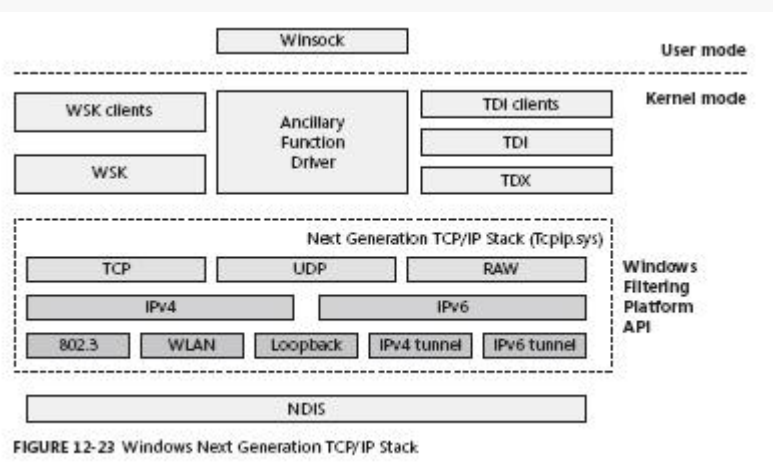 Winsock
User mode
Kernel mode
WSK clients
Ancillary
Function
Driver
TDI clients
WSK
TDI
TDX
Next Generation TCP/IP Stack (Tcpip.sys)
TCP
UDP
RAW
Windows
Filtering
Platform
API
IPv4
IPv6
802.3
WLAN
Loopback
IPv4 tunnel
IPv6 tunnel
NDIS
FIGURE 12-23 Windows Next Generation TCP/IP Stack